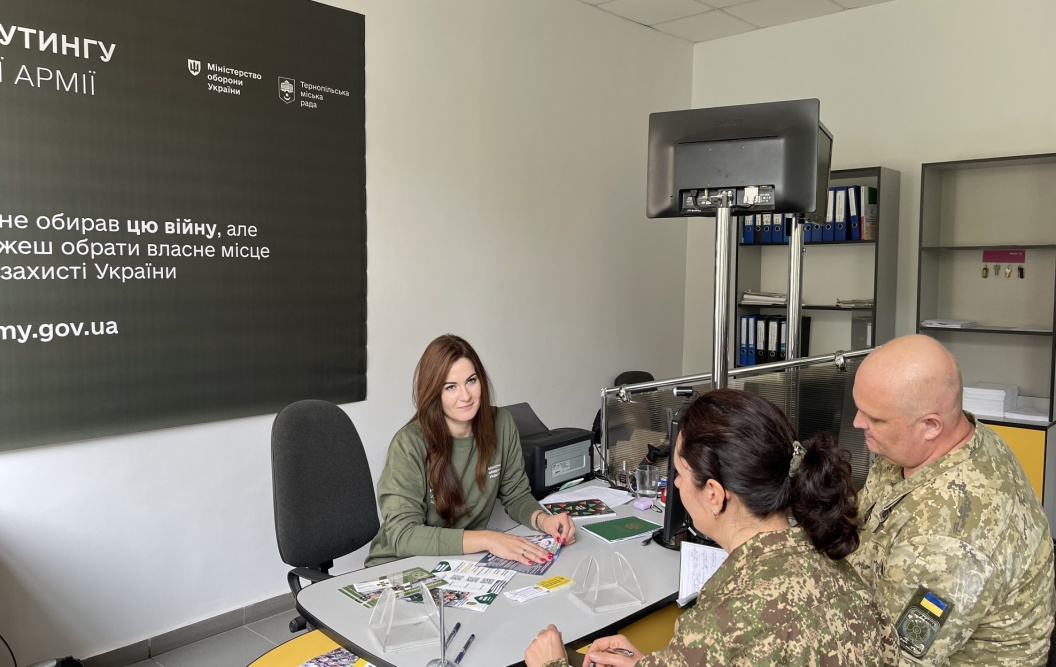 УТИНГУ
Ї АРМІЇ
Міністерство
оборони
України
Тернопільська
міська
рада
не обирав цю війну, але
жеш обрати власне місце
захисті України
my.gov.ua